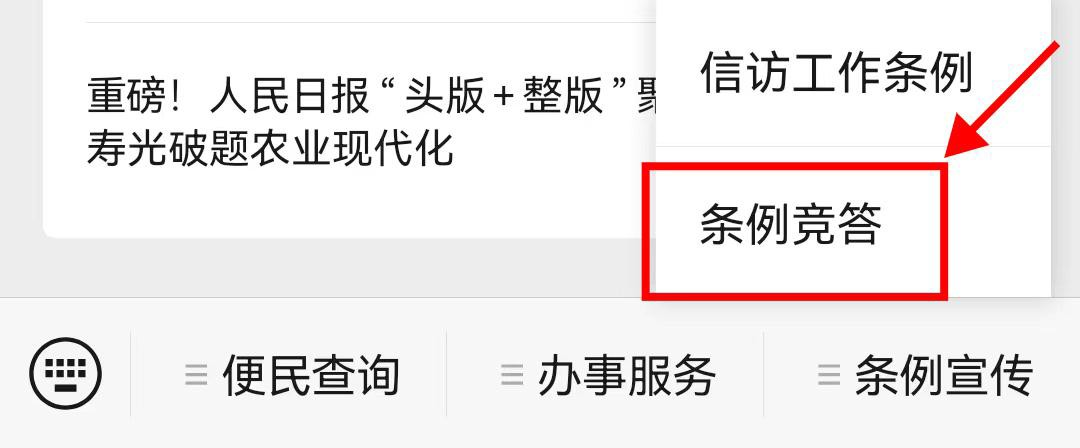 信访工作条例
重磅！人民日报“头版+整版”
寿光破题农业现代化
条例竞答
便民查询
办事服务
条例宣传